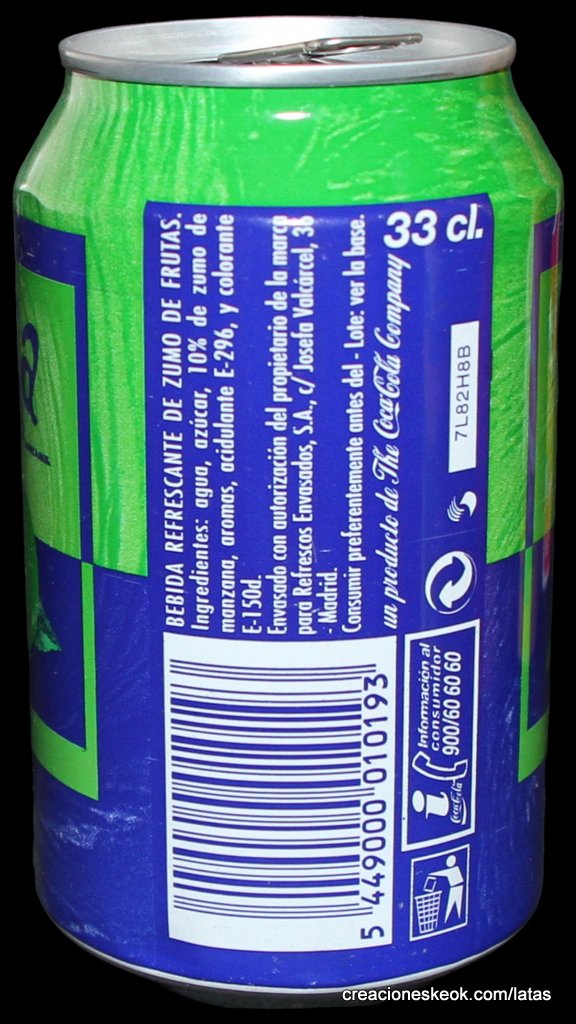 33 cl.
BEBIDA REFRESCANTE DE ZUMO DE FRUTAS.
Ingredientes: agua, azúcar, 10% de zumo de
manzana, aromas, acidulante E-296, y colorante
E-150d.
Envasado con autorización del propietario de la marca
para Refrescos Envasados, S.A., c/ Josefa Valcárcel, 36
- Madrid.
Consumir preferentemente antes del - Lote: ver la base.
un producto de The Coca-Cola Company
7L82H8B
5 449000 010193
i
Coca-Cola
Información al
consumidor
900/60 60 60
creacioneskeok.com/latas